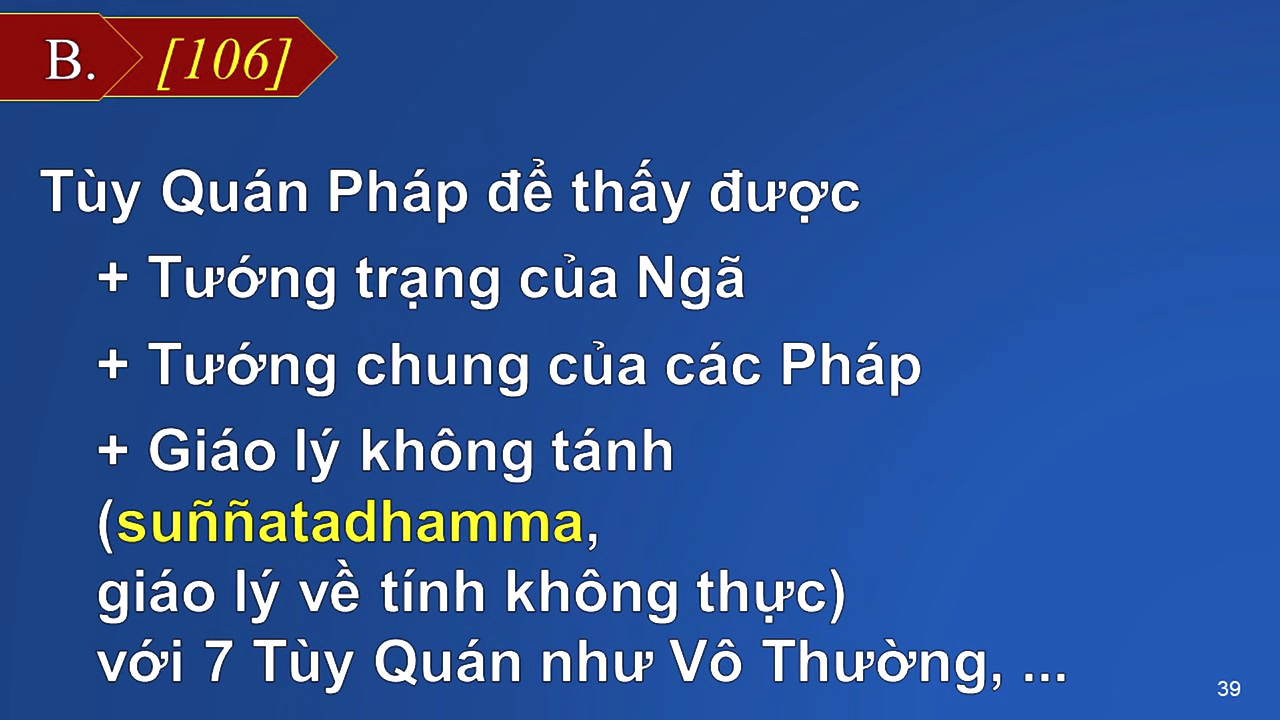 B. [106]
Tùy Quán Pháp để thấy được
+ Tướng trạng của Ngã
+ Tướng chung của các Pháp
+ Giáo lý không tánh
(suññatadhamma,
giáo lý về tính không thực)
với 7 Tùy Quán như Vô Thường, ...
39